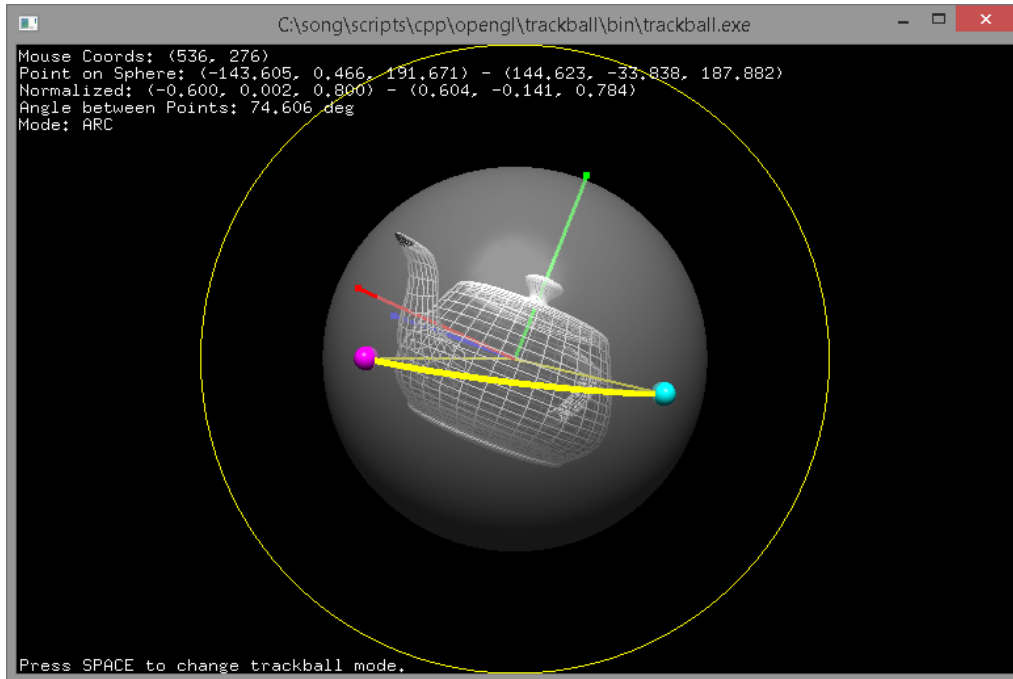 C:\song\scripts\cpp\opengl\trackball\bin\trackball.exe
Mouse Coords: (536, 276)
Point on Sphere: (-143.605, 0.466, 191.671) - (144.623, -33.838, 187.882)
Normalized: (-0.600, 0.002, 0.800) - (0.604, -0.141, 0.784)
Angle between Points: 74.606 deg
Mode: ARC
Press SPACE to change trackball mode.